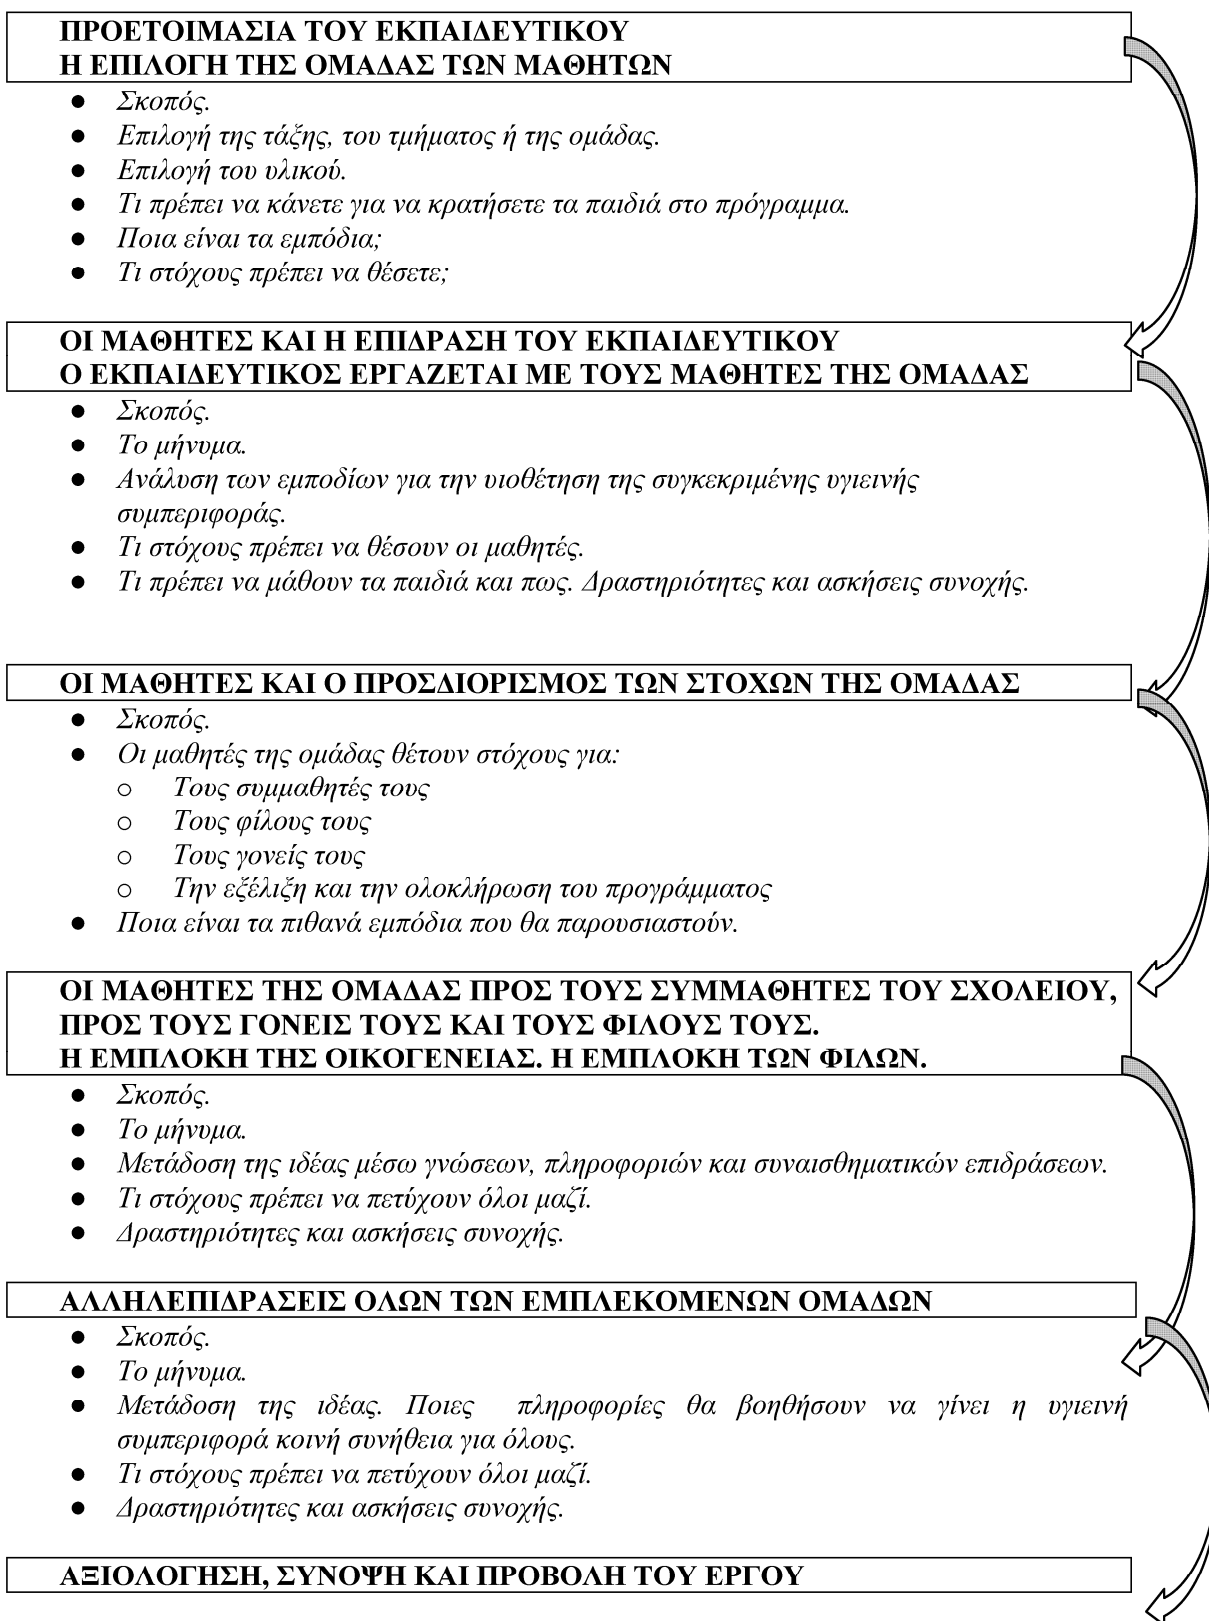 ΠΡΟΕΤΟΙΜΑΣΙΑ ΤΟΥ ΕΚΠΑΙΔΕΥΤΙΚΟΥ
Η ΕΠΙΛΟΓΗ ΤΗΣ ΟΜΑΔΑΣ ΤΩΝ ΜΑΘΗΤΩΝ
● Σκοπός.
● Επιλογή της τάξης, του τμήματος ή της ομάδας.
● Επιλογή του υλικού.
● Τι πρέπει να κάνετε για να κρατήσετε τα παιδιά στο πρόγραμμα.
● Ποια είναι τα εμπόδια;
● Τι στόχους πρέπει να θέσετε;
ΟΙ ΜΑΘΗΤΕΣ ΚΑΙ Η ΕΠΙΔΡΑΣΗ ΤΟΥ ΕΚΠΑΙΔΕΥΤΙΚΟΥ
Ο ΕΚΠΑΙΔΕΥΤΙΚΟΣ ΕΡΓΑΖΕΤΑΙ ΜΕ ΤΟΥΣ ΜΑΘΗΤΕΣ ΤΗΣ ΟΜΑΔΑΣ
● Σκοπός.
● Το μήνυμα.
● Ανάλυση των εμποδίων για την υιοθέτηση της συγκεκριμένης υγιεινής
συμπεριφοράς.
● Τι στόχους πρέπει να θέσουν οι μαθητές.
● Τι πρέπει να μάθουν τα παιδιά και πως. Δραστηριότητες και ασκήσεις συνοχής.
ΟΙ ΜΑΘΗΤΕΣ ΚΑΙ Ο ΠΡΟΣΔΙΟΡΙΣΜΟΣ ΤΩΝ ΣΤΟΧΩΝ ΤΗΣ ΟΜΑΔΑΣ
● Σκοπός.
● Οι μαθητές της ομάδας θέτουν στόχους για:
o Τους συμμαθητές τους
o Τους φίλους τους
o Τους γονείς τους
o Την εξέλιξη και την ολοκλήρωση του προγράμματος
● Ποια είναι τα πιθανά εμπόδια που θα παρουσιαστούν.
ΟΙ ΜΑΘΗΤΕΣ ΤΗΣ ΟΜΑΔΑΣ ΠΡΟΣ ΤΟΥΣ ΣΥΜΜΑΘΗΤΕΣ ΤΟΥ ΣΧΟΛΕΙΟΥ,
ΠΡΟΣ ΤΟΥΣ ΓΟΝΕΙΣ ΤΟΥΣ ΚΑΙ ΤΟΥΣ ΦΙΛΟΥΣ ΤΟΥΣ.
Η ΕΜΠΛΟΚΗ ΤΗΣ ΟΙΚΟΓΕΝΕΙΑΣ. Η ΕΜΠΛΟΚΗ ΤΩΝ ΦΙΛΩΝ.
● Σκοπός.
● Το μήνυμα.
● Μετάδοση της ιδέας μέσω γνώσεων, πληροφοριών και συναισθηματικών επιδράσεων.
● Τι στόχους πρέπει να πετύχουν όλοι μαζί.
● Δραστηριότητες και ασκήσεις συνοχής.
ΑΛΛΗΛΕΠΙΔΡΑΣΕΙΣ ΟΛΩΝ ΤΩΝ ΕΜΠΛΕΚΟΜΕΝΩΝ ΟΜΑΔΩΝ
● Σκοπός.
● Το μήνυμα.
● Μετάδοση της ιδέας. Ποιες πληροφορίες θα βοηθήσουν να γίνει η υγιεινή
συμπεριφορά κοινή συνήθεια για όλους.
● Τι στόχους πρέπει να πετύχουν όλοι μαζί.
● Δραστηριότητες και ασκήσεις συνοχής.
ΑΞΙΟΛΟΓΗΣΗ, ΣΥΝΟΨΗ ΚΑΙ ΠΡΟΒΟΛΗ ΤΟΥ ΕΡΓΟΥ